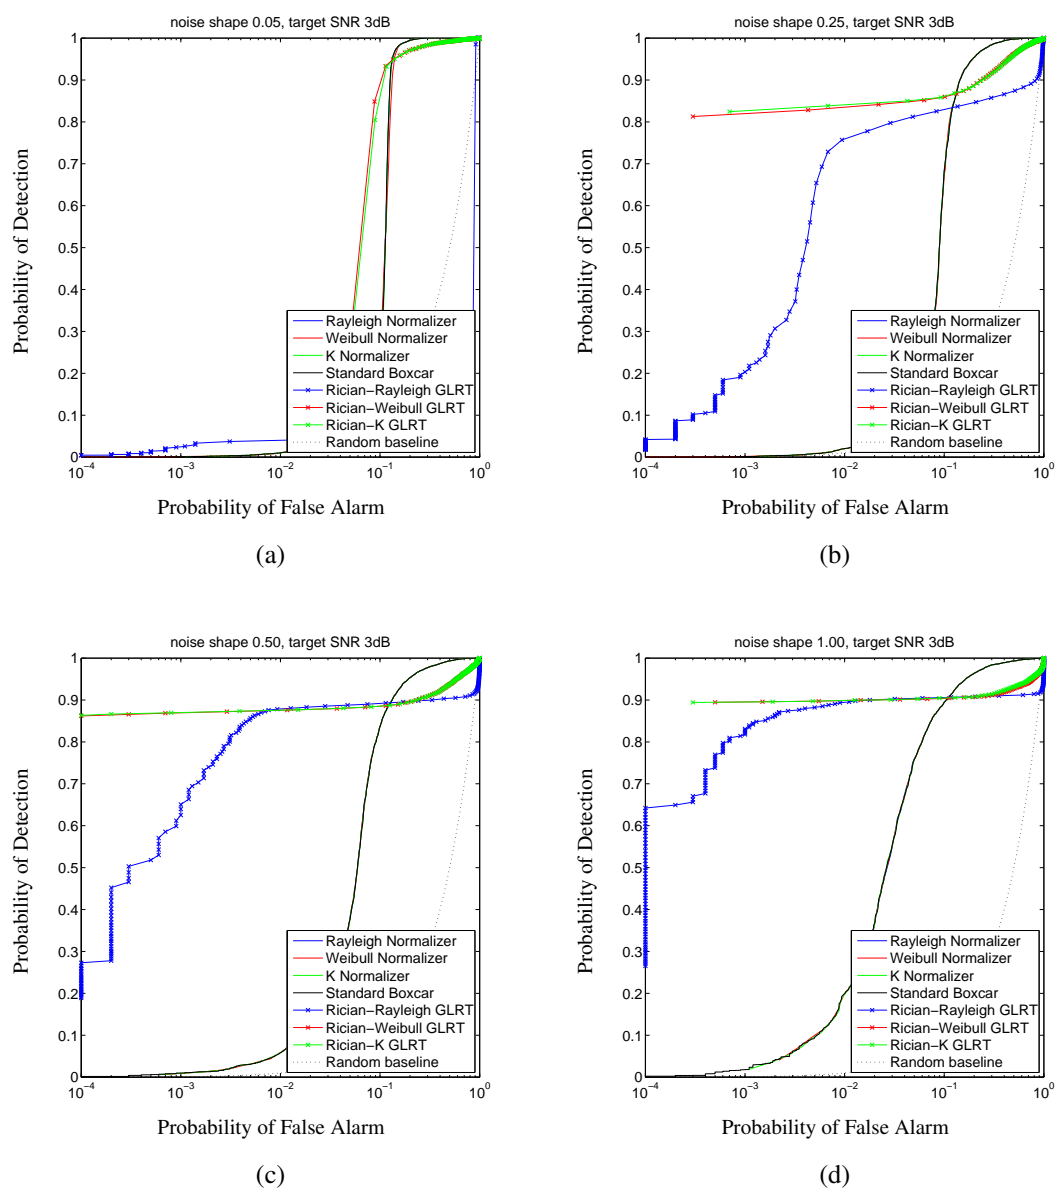 noise shape 0.05, target SNR 3dB
1
0.9
0.8
0.7
0.6
0.5
0.4
0.3
0.2
0.1
0
Probability of Detection
Rayleigh Normalizer
Weibull Normalizer
K Normalizer
Standard Boxcar
Rician−Rayleigh GLRT
Rician−Weibull GLRT
Rician−K GLRT
Random baseline
10^−4 10^−3 10^−2 10^−1 10^0
Probability of False Alarm
(a)
noise shape 0.25, target SNR 3dB
1
0.9
0.8
0.7
0.6
0.5
0.4
0.3
0.2
0.1
0
Probability of Detection
Rayleigh Normalizer
Weibull Normalizer
K Normalizer
Standard Boxcar
Rician−Rayleigh GLRT
Rician−Weibull GLRT
Rician−K GLRT
Random baseline
10^−4 10^−3 10^−2 10^−1 10^0
Probability of False Alarm
(b)
noise shape 0.50, target SNR 3dB
1
0.9
0.8
0.7
0.6
0.5
0.4
0.3
0.2
0.1
0
Probability of Detection
Rayleigh Normalizer
Weibull Normalizer
K Normalizer
Standard Boxcar
Rician−Rayleigh GLRT
Rician−Weibull GLRT
Rician−K GLRT
Random baseline
10^−4 10^−3 10^−2 10^−1 10^0
Probability of False Alarm
(c)
noise shape 1.00, target SNR 3dB
1
0.9
0.8
0.7
0.6
0.5
0.4
0.3
0.2
0.1
0
Probability of Detection
Rayleigh Normalizer
Weibull Normalizer
K Normalizer
Standard Boxcar
Rician−Rayleigh GLRT
Rician−Weibull GLRT
Rician−K GLRT
Random baseline
10^−4 10^−3 10^−2 10^−1 10^0
Probability of False Alarm
(d)